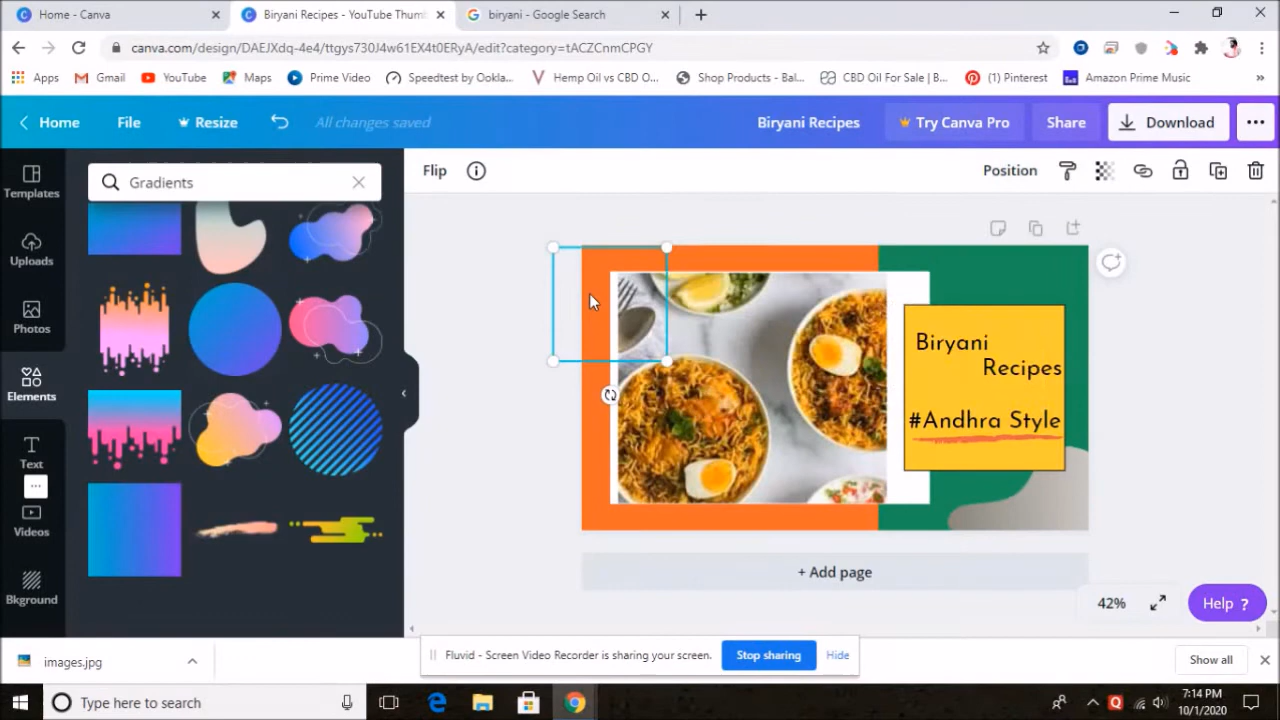 Home - Canva
Biryani Recipes - YouTube Thumb
biryani - Google Search
canva.com/design/DAEJXdq-4e4/ttgys730J4w61EX4t0ERyA/edit?category=tACZCnmCPGY
Apps
Gmail
YouTube
Maps
Prime Video
Speedtest by Ookla...
Hemp Oil vs CBD O...
Shop Products - Bal...
CBD Oil For Sale | B...
(1) Pinterest
Amazon Prime Music
»
Home
File
Resize
All changes saved
Biryani Recipes
Try Canva Pro
Share
Download
Templates
Uploads
Photos
Elements
Text
Videos
Bkground
Gradients
Flip
Position
Biryani
Recipes
#Andhra Style
+ Add page
42%
Help ?
images.jpg
Fluvid - Screen Video Recorder is sharing your screen.
Stop sharing
Hide
Show all
Type here to search
7:14 PM
10/1/2020